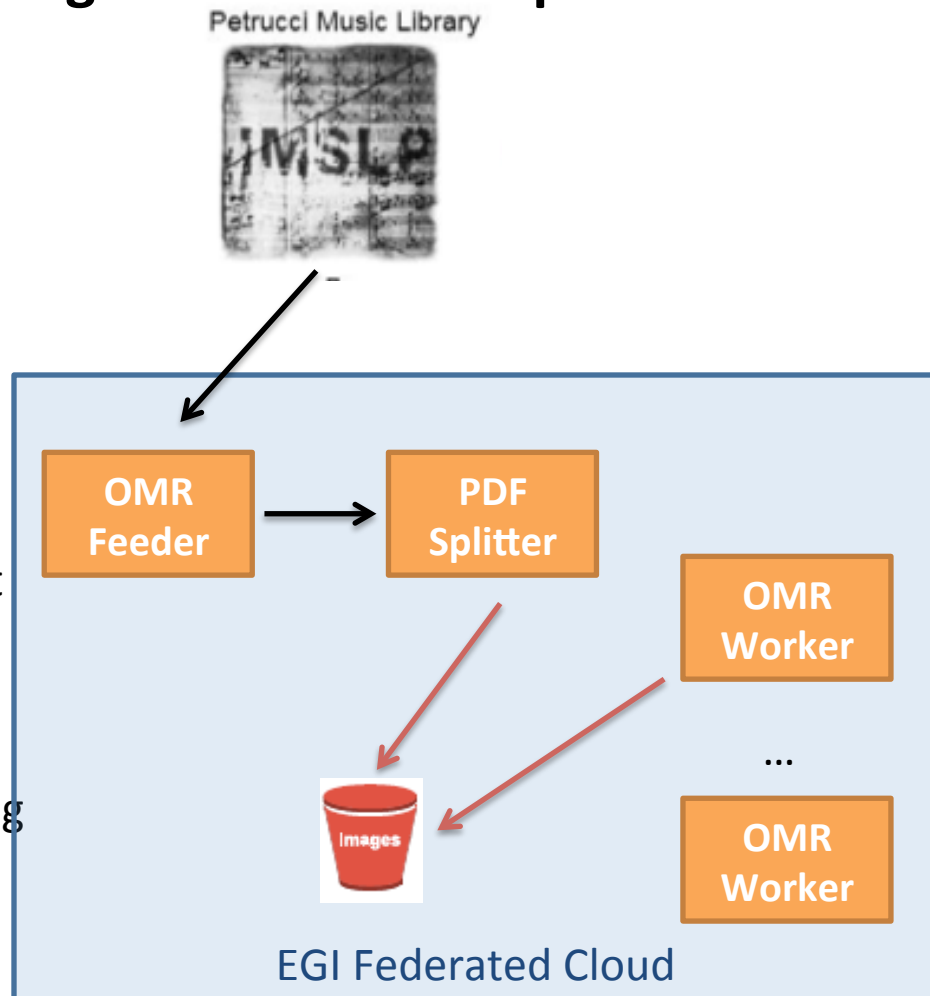 Petrucci Music Library
IMSLP
OMR
Feeder
PDF
Splitter
OMR
Worker
...
g
Images
OMR
Worker
EGI Federated Cloud